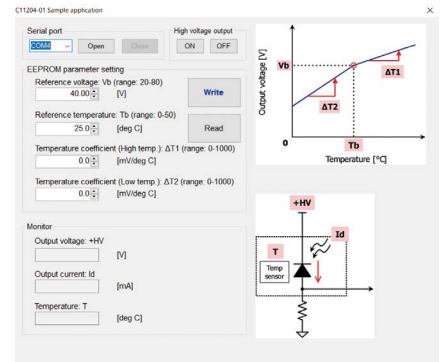 C11204-01 Sample application
Serial port
COM4
Open
Close
High voltage output
ON
OFF
EEPROM parameter setting
Reference voltage: Vb (range: 20-80)
40.00 [V]
Write
Reference temperature: Tb (range: 0-50)
25.0 [deg C]
Read
Temperature coefficient (High temp.): ΔT1 (range: 0-1000)
0.0 [mV/deg C]
Temperature coefficient (Low temp.): ΔT2 (range: 0-1000)
0.0 [mV/deg C]
Monitor
Output voltage: +HV
[V]
Output current: Id
[mA]
Temperature: T
[deg C]
Output voltage [V]
Vb
ΔT1
ΔT2
0
Tb
Temperature [°C]
+HV
Id
T
Temp
sensor